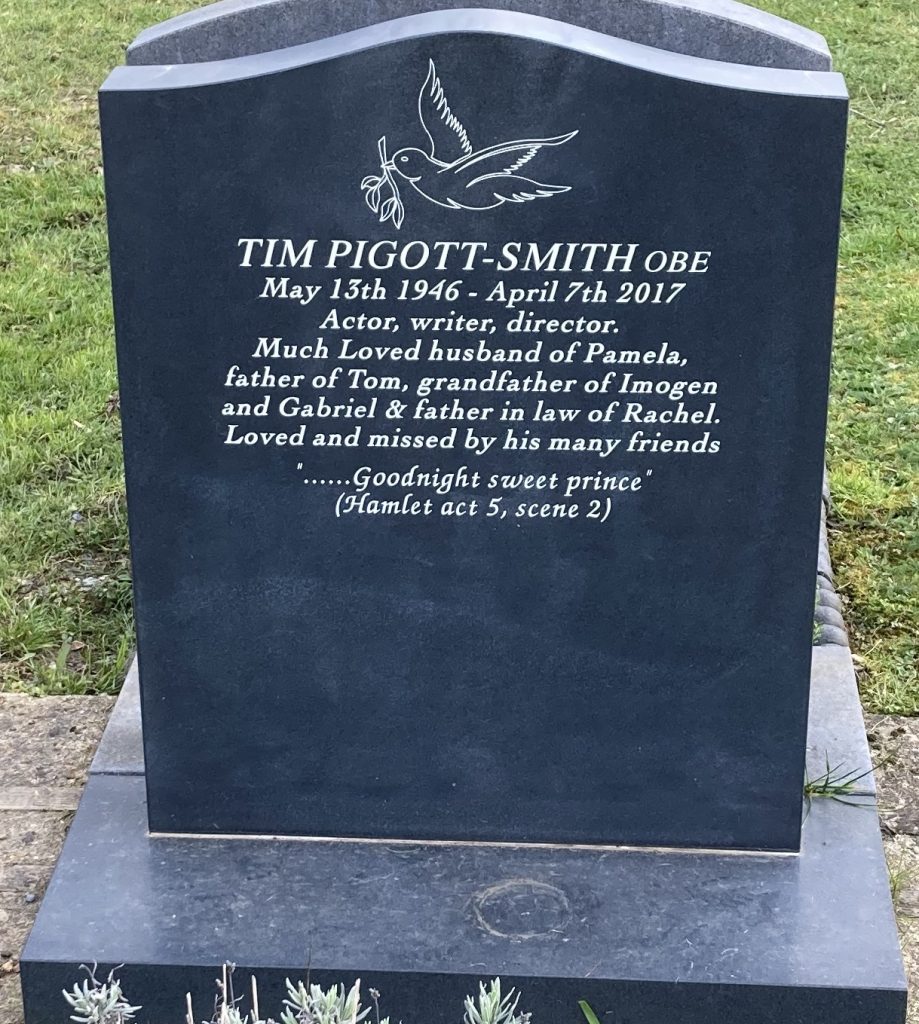 TIM PIGOTT-SMITH OBE
May 13th 1946 - April 7th 2017
Actor, writer, director.
Much Loved husband of Pamela,
father of Tom, grandfather of Imogen
and Gabriel & father in law of Rachel.
Loved and missed by his many friends
"......Goodnight sweet prince"
(Hamlet act 5, scene 2)